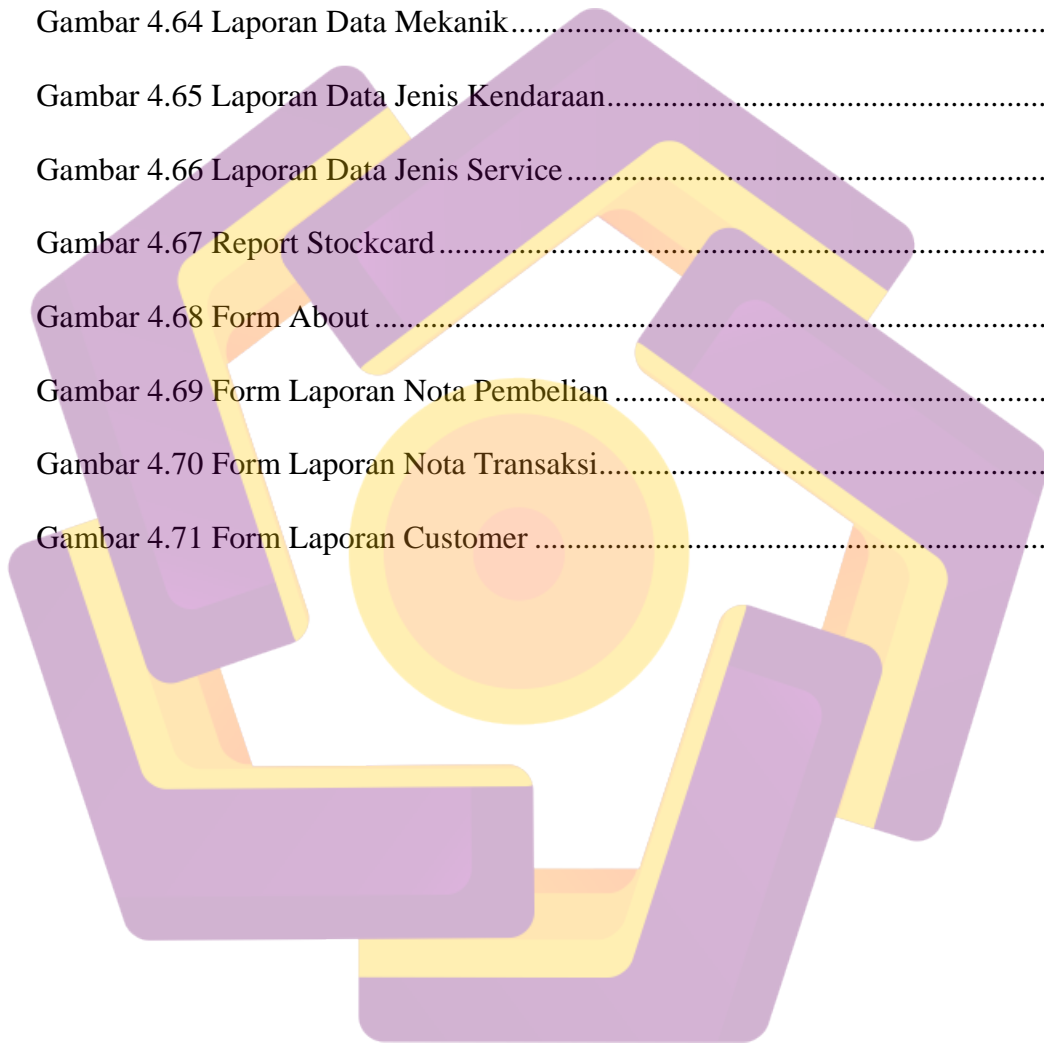 Gambar 4.64 Laporan Data Mekanik........................................................................
Gambar 4.65 Laporan Data Jenis Kendaraan............................................................
Gambar 4.66 Laporan Data Jenis Service.................................................................
Gambar 4.67 Report Stockcard.................................................................................
Gambar 4.68 Form About.........................................................................................
Gambar 4.69 Form Laporan Nota Pembelian...........................................................
Gambar 4.70 Form Laporan Nota Transaksi.............................................................
Gambar 4.71 Form Laporan Customer.....................................................................